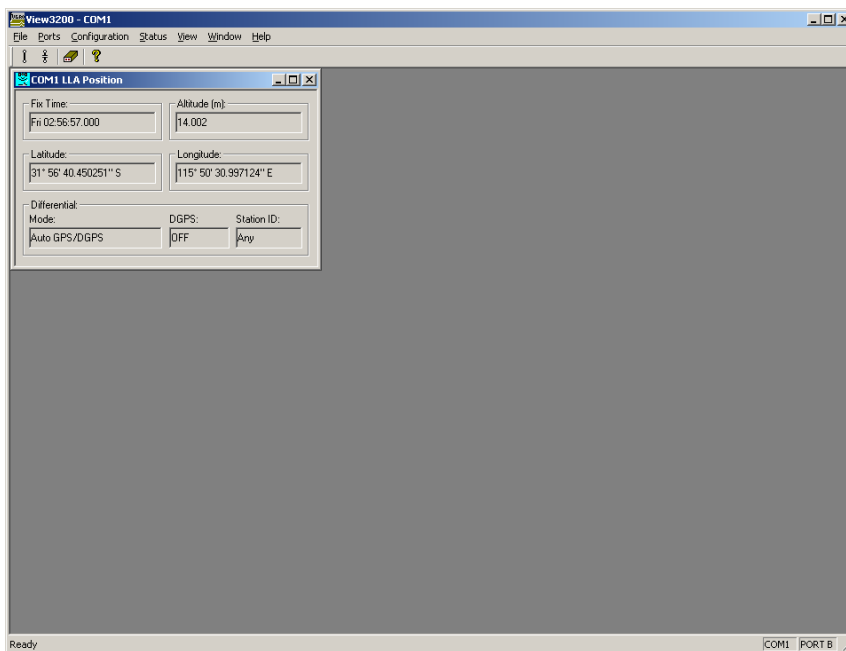 View3200 - COM1
File Ports Configuration Status View Window Help
COM1 LLA Position
Fix Time: Altitude (m):
Fri 02:56:57.000 14.002
Latitude: Longitude:
31° 56' 40.450251'' S 115° 50' 30.997124'' E
Differential:
Mode: DGPS: Station ID:
Auto GPS/DGPS OFF Any
Ready COM1 PORT B